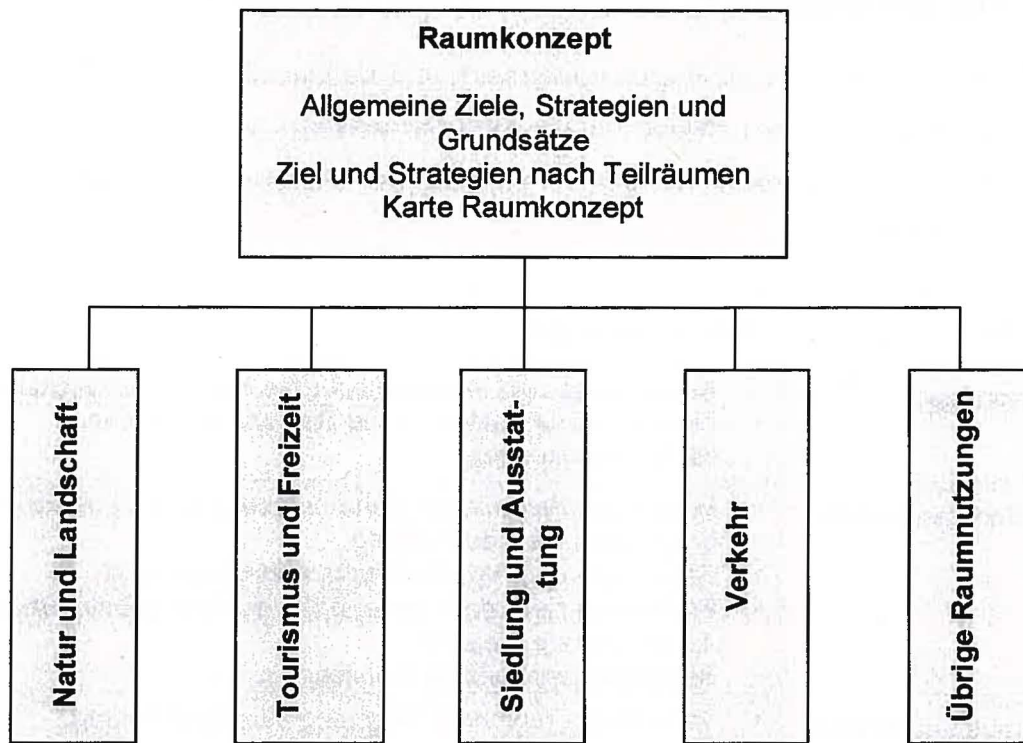 Raumkonzept
Allgemeine Ziele, Strategien und
Grundsätze
Ziel und Strategien nach Teilräumen
Karte Raumkonzept
Natur und Landschaft
Tourismus und Freizeit
Siedlung und Ausstat-
tung
Verkehr
Übrige Raumnutzungen